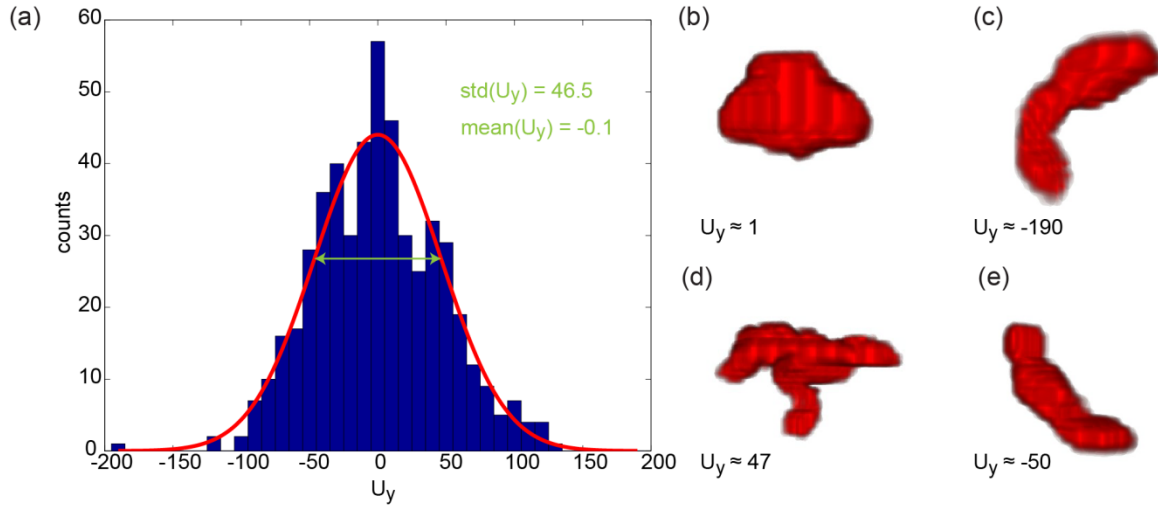 (a)
60
50
40
30
20
10
0
counts
-200 -150 -100 -50 0 50 100 150 200
U_y
std(U_y) = 46.5
mean(U_y) = -0.1
(b)
U_y ≈ 1
(c)
U_y ≈ -190
(d)
U_y ≈ 47
(e)
U_y ≈ -50